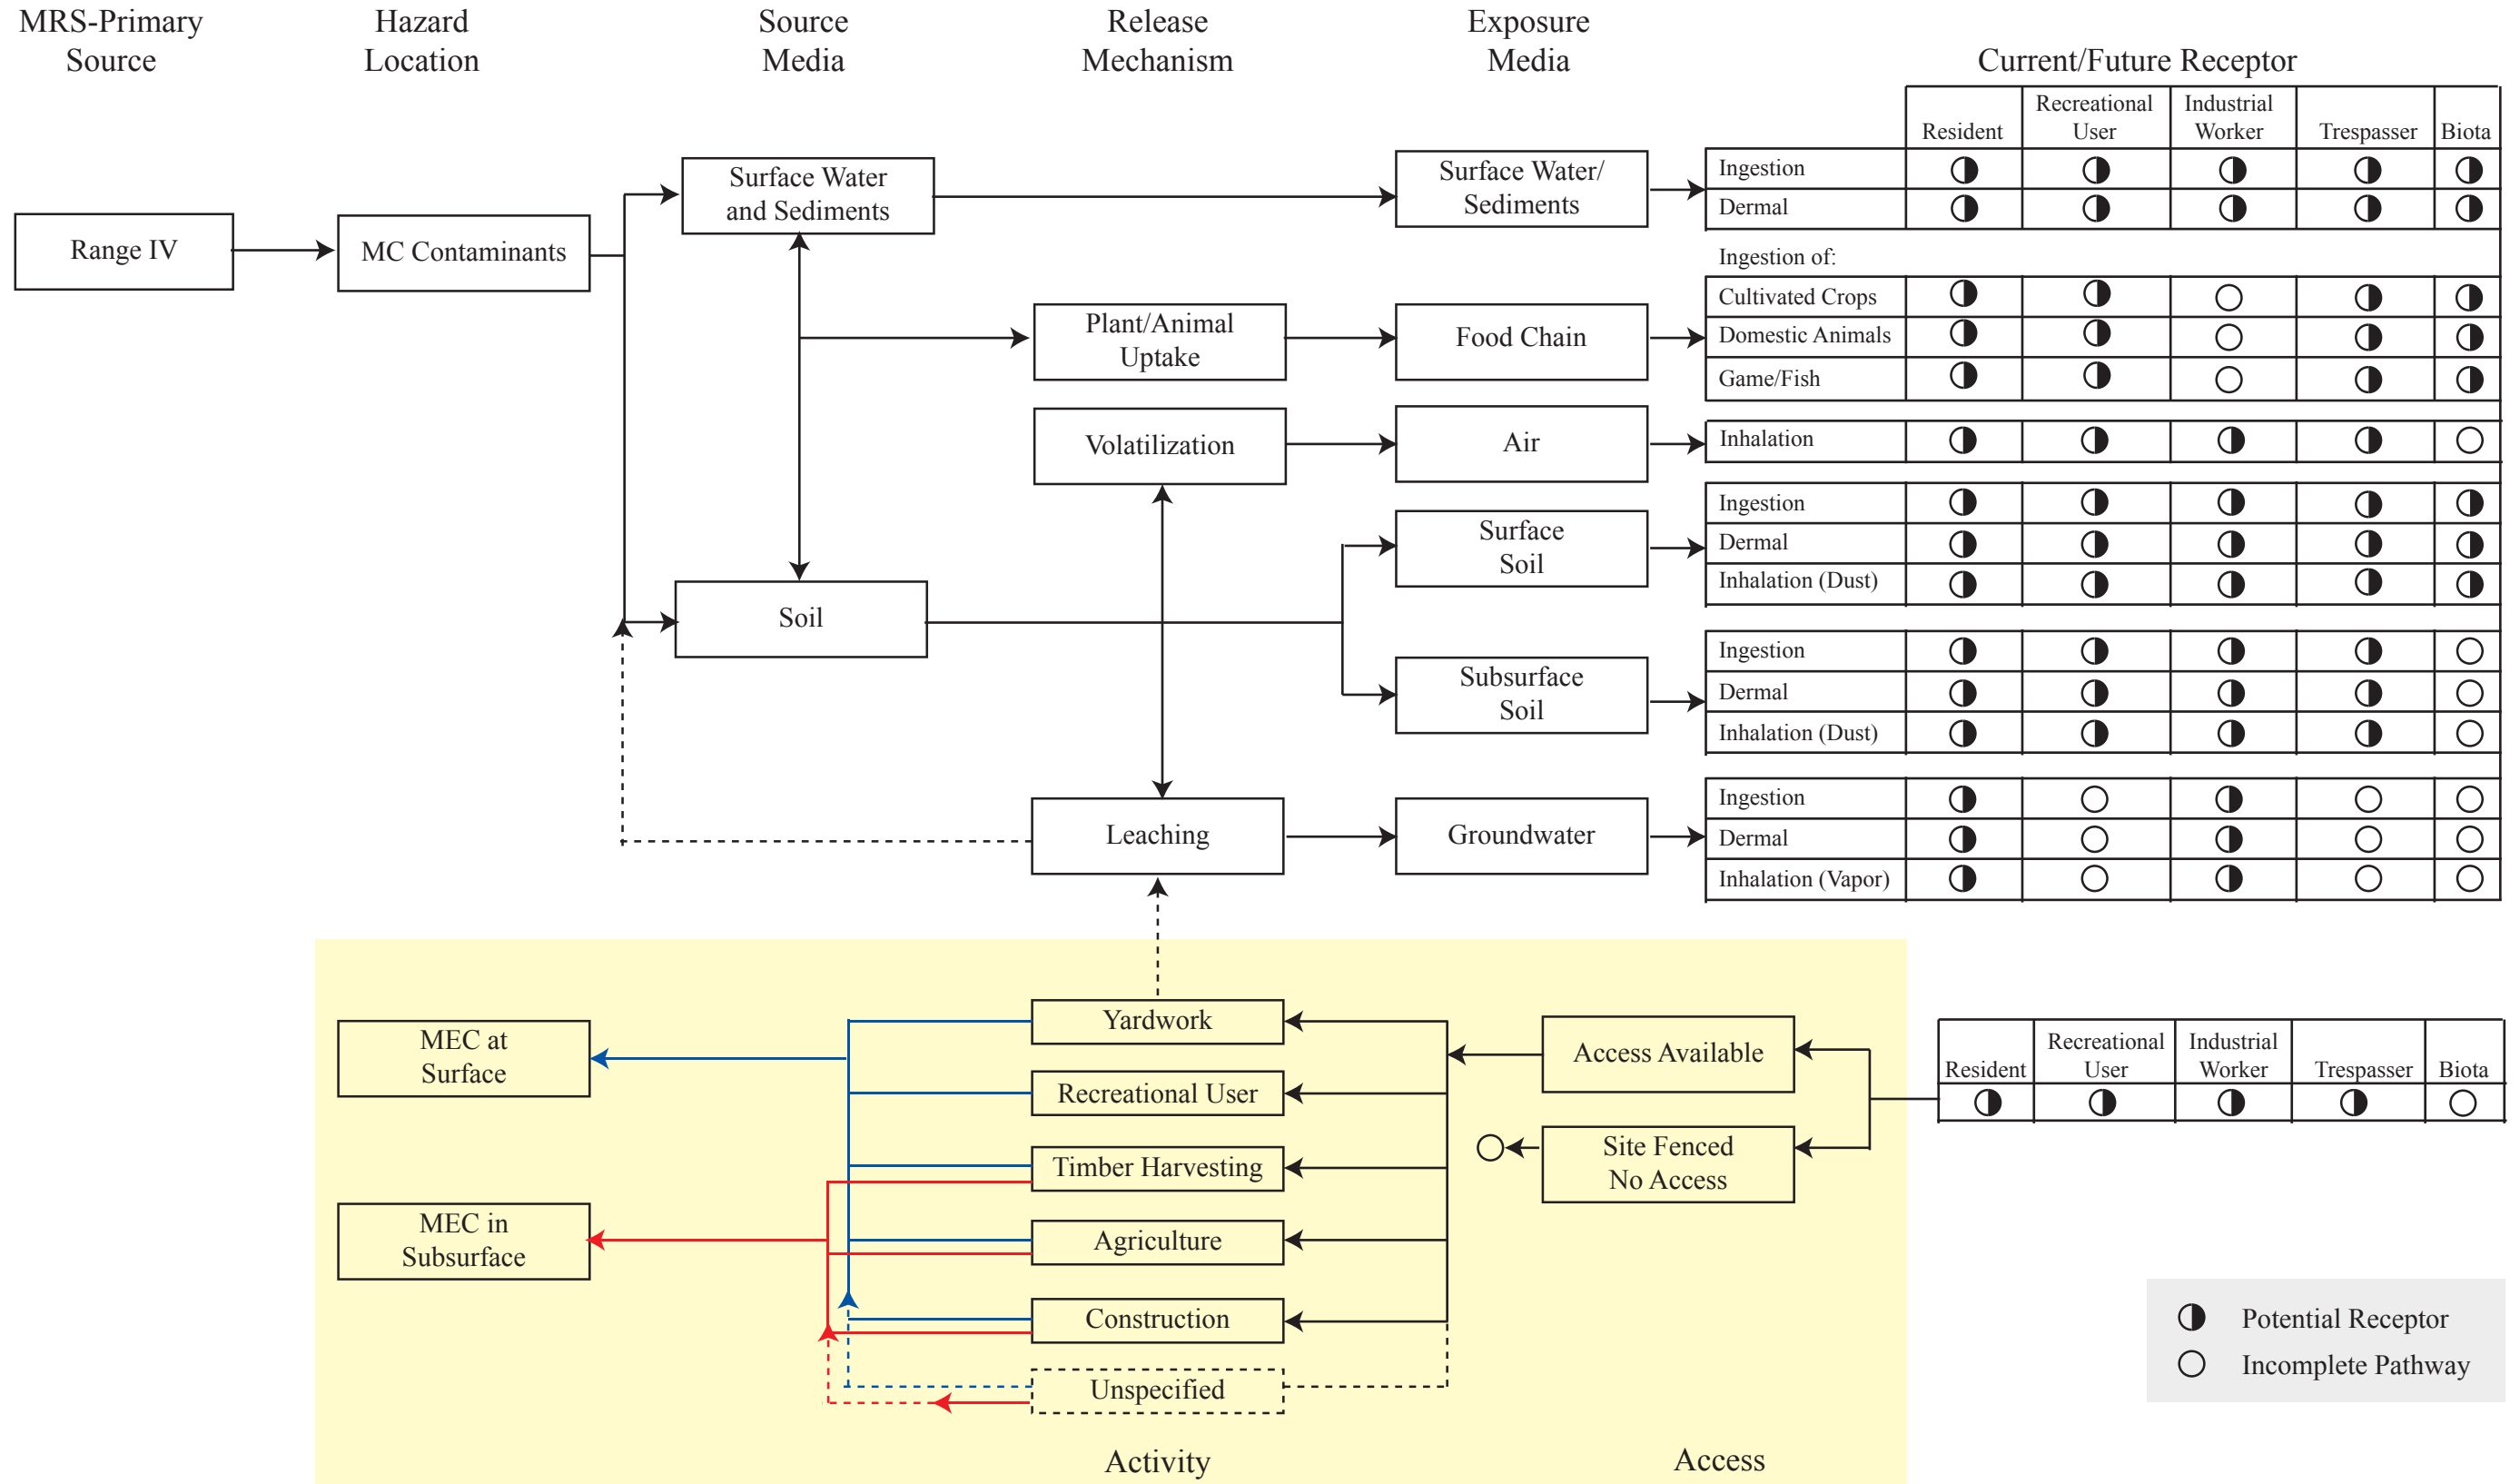 MRS-Primary
Source
Hazard
Location
Source
Media
Release
Mechanism
Exposure
Media
Current/Future Receptor
Resident
Recreational
User
Industrial
Worker
Trespasser
Biota
Range IV
MC Contaminants
Surface Water
and Sediments
Surface Water/
Sediments
Ingestion
Dermal
Ingestion of:
Plant/Animal
Uptake
Food Chain
Cultivated Crops
Domestic Animals
Game/Fish
Volatilization
Air
Inhalation
Soil
Surface
Soil
Ingestion
Dermal
Inhalation (Dust)
Subsurface
Soil
Ingestion
Dermal
Inhalation (Dust)
Leaching
Groundwater
Ingestion
Dermal
Inhalation (Vapor)
MEC at
Surface
MEC in
Subsurface
Yardwork
Recreational User
Timber Harvesting
Agriculture
Construction
Unspecified
Activity
Access Available
Site Fenced
No Access
Access
Resident
Recreational
User
Industrial
Worker
Trespasser
Biota
Potential Receptor
Incomplete Pathway